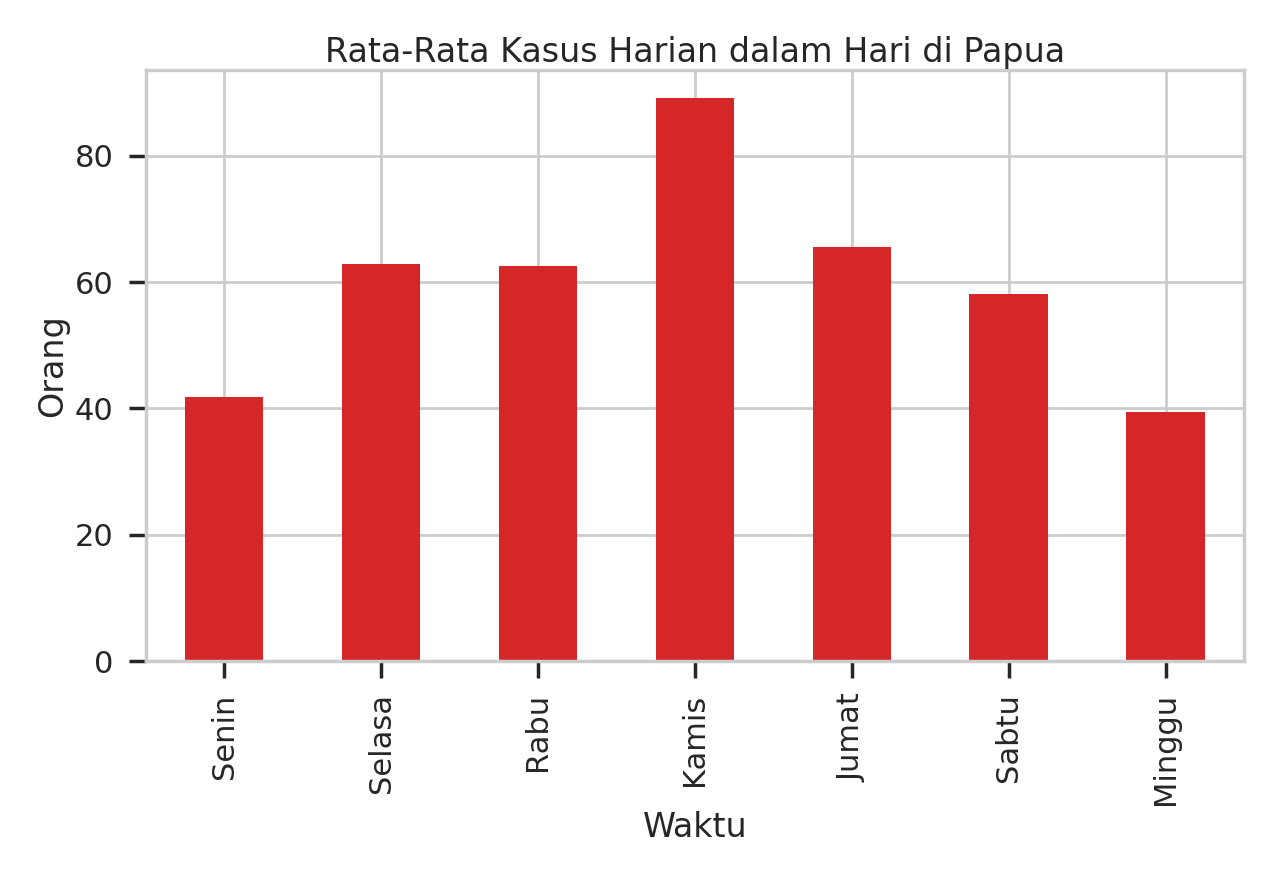 Rata-Rata Kasus Harian dalam Hari di Papua
Orang
80
60
40
20
0
Senin
Selasa
Rabu
Kamis
Jumat
Sabtu
Minggu
Waktu